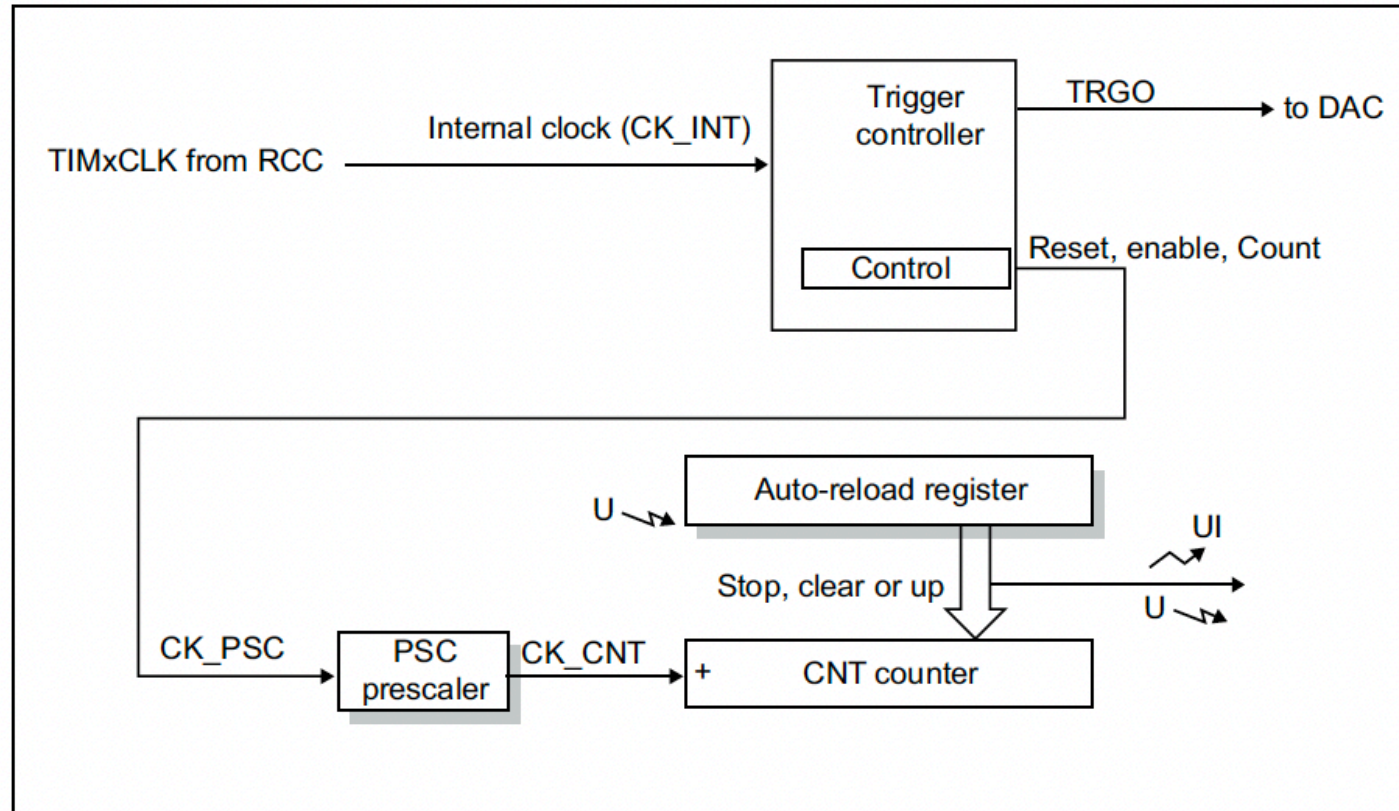 Trigger
controller
TRGO
to DAC
Internal clock (CK_INT)
TIMxCLK from RCC
Reset, enable, Count
Control
Auto-reload register
U
UI
Stop, clear or up
U
CK_PSC
PSC
prescaler
CK_CNT
+
CNT counter